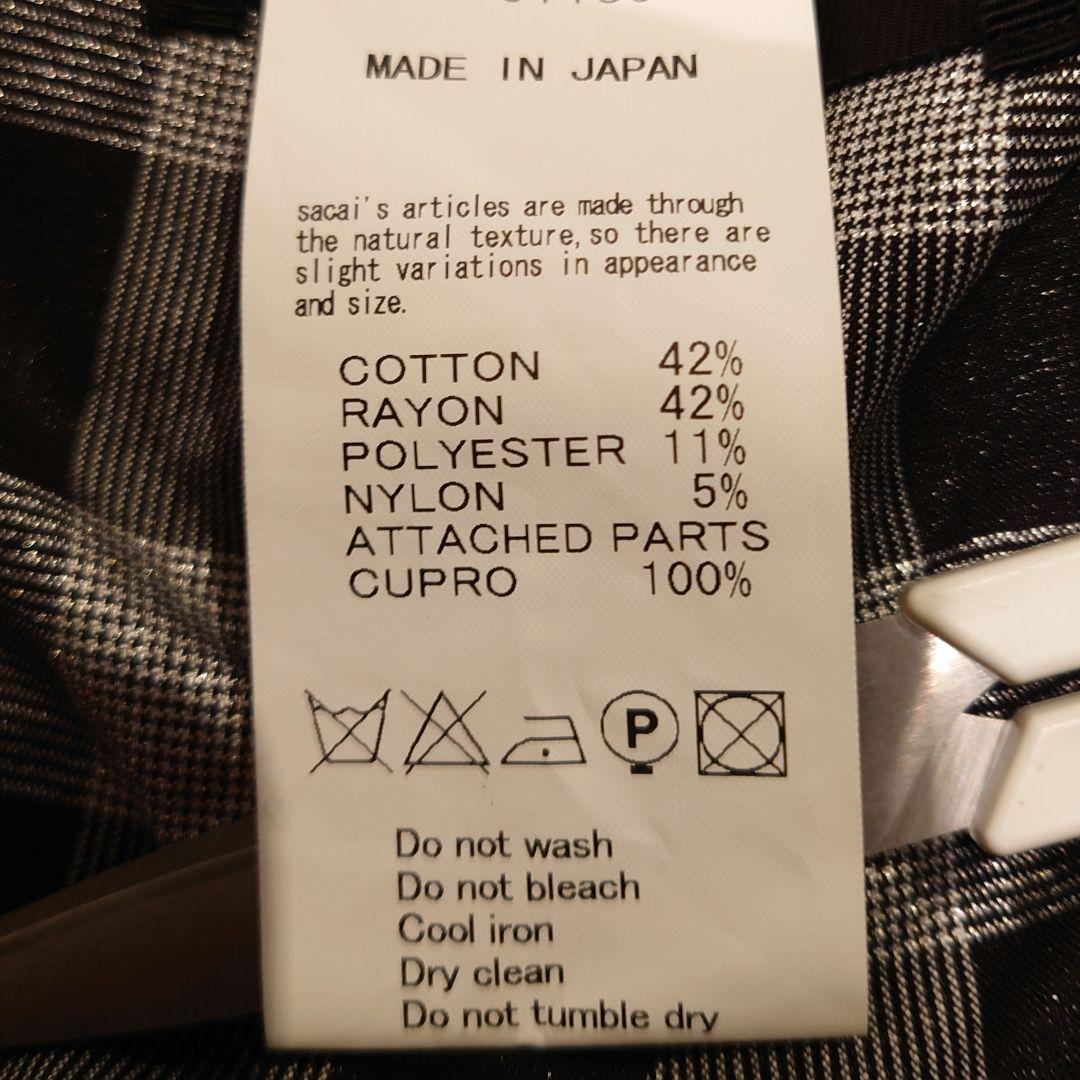 MADE IN JAPAN
sacai's articles are made through
the natural texture, so there are
slight variations in appearance
and size.
COTTON 42%
RAYON 42%
POLYESTER 11%
NYLON 5%
ATTACHED PARTS
CUPRO 100%
P
Do not wash
Do not bleach
Cool iron
Dry clean
Do not tumble dry